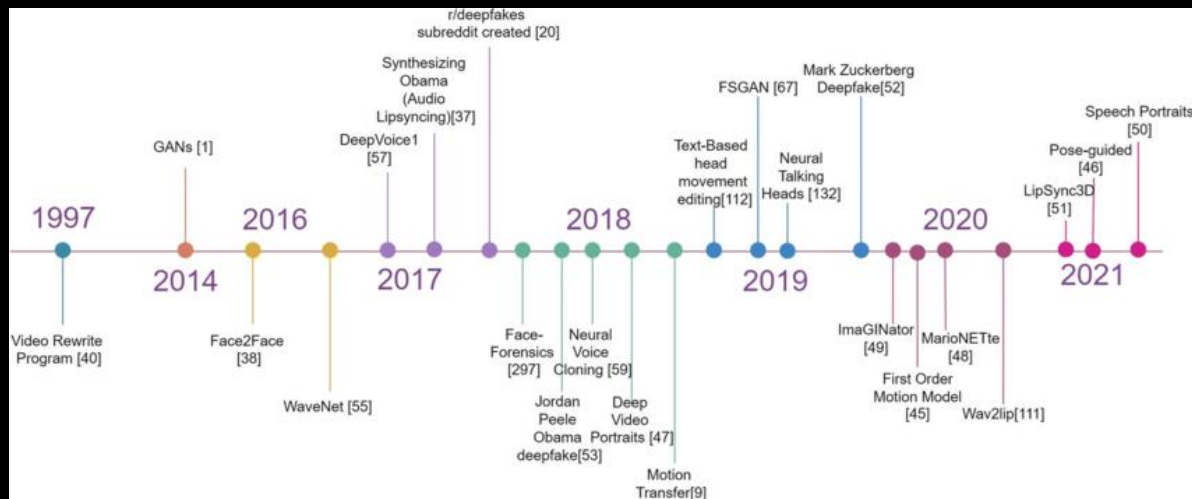 r/deepfakes
subreddit created [20]
Synthesizing
Obama
(Audio
Lipsyncing)[37]
DeepVoice1
[57]
GANs [1]
FSGAN [67]
Mark Zuckerberg
Deepfake[52]
Text-Based
head
movement
editing[112]
Neural
Talking
Heads [132]
Speech Portraits
[50]
Pose-guided
[46]
LipSync3D
[51]
1997
2014
2016
2017
2018
2019
2020
2021
Video Rewrite
Program [40]
Face2Face
[38]
WaveNet [55]
Face-
Forensics
[297]
Jordan
Peele
Obama
deepfake[53]
Neural
Voice
Cloning [59]
Deep
Video
Portraits [47]
Motion
Transfer[9]
ImaGINator
[49]
First Order
Motion Model
[45]
MarioNETte
[48]
Wav2lip[111]